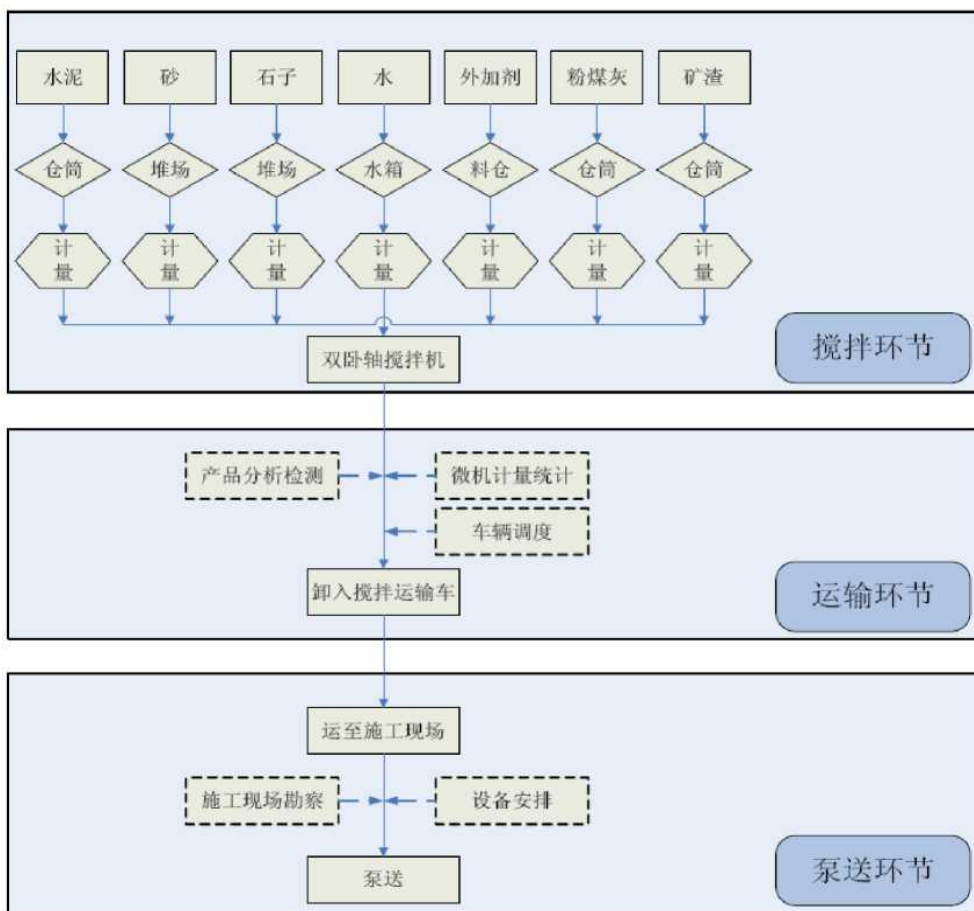 水泥 砂 石子 水 外加剂 粉煤灰 矿渣
仓筒 堆场 堆场 水箱 料仓 仓筒 仓筒
计 计 计 计 计 计 计
量 量 量 量 量 量 量
双卧轴搅拌机
搅拌环节
产品分析检测 微机计量统计
车辆调度
卸入搅拌运输车
运输环节
运至施工现场
施工现场勘察 设备安排
泵送
泵送环节